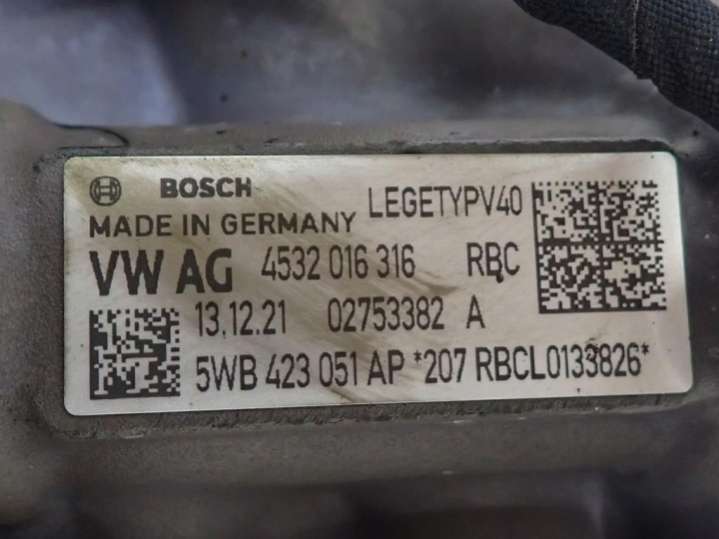 BOSCH LEGETYPV40
MADE IN GERMANY
VW AG 4532 016 316 RBC
13.12.21 02753382 A
5WB 423 051 AP *207 RBCL0133826*